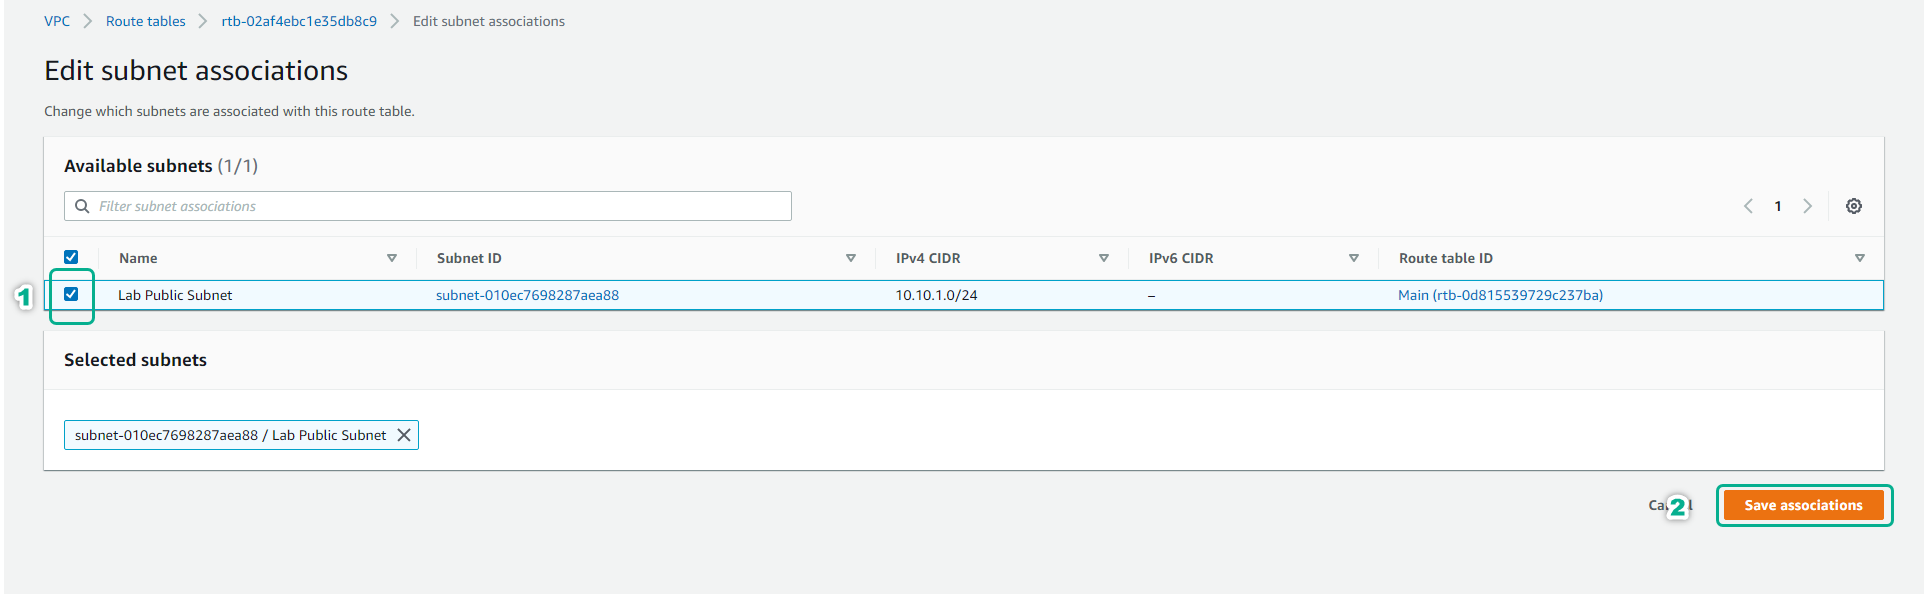 VPC > Route tables > rtb-02af4ebc1e35db8c9 > Edit subnet associations
Edit subnet associations
Change which subnets are associated with this route table.
Available subnets (1/1)
Filter subnet associations
1
Name Subnet ID IPv4 CIDR IPv6 CIDR Route table ID
1 Lab Public Subnet subnet-010ec7698287aea88 10.10.1.0/24 – Main (rtb-0d815539729c237ba)
Selected subnets
subnet-010ec7698287aea88 / Lab Public Subnet
2 Save associations